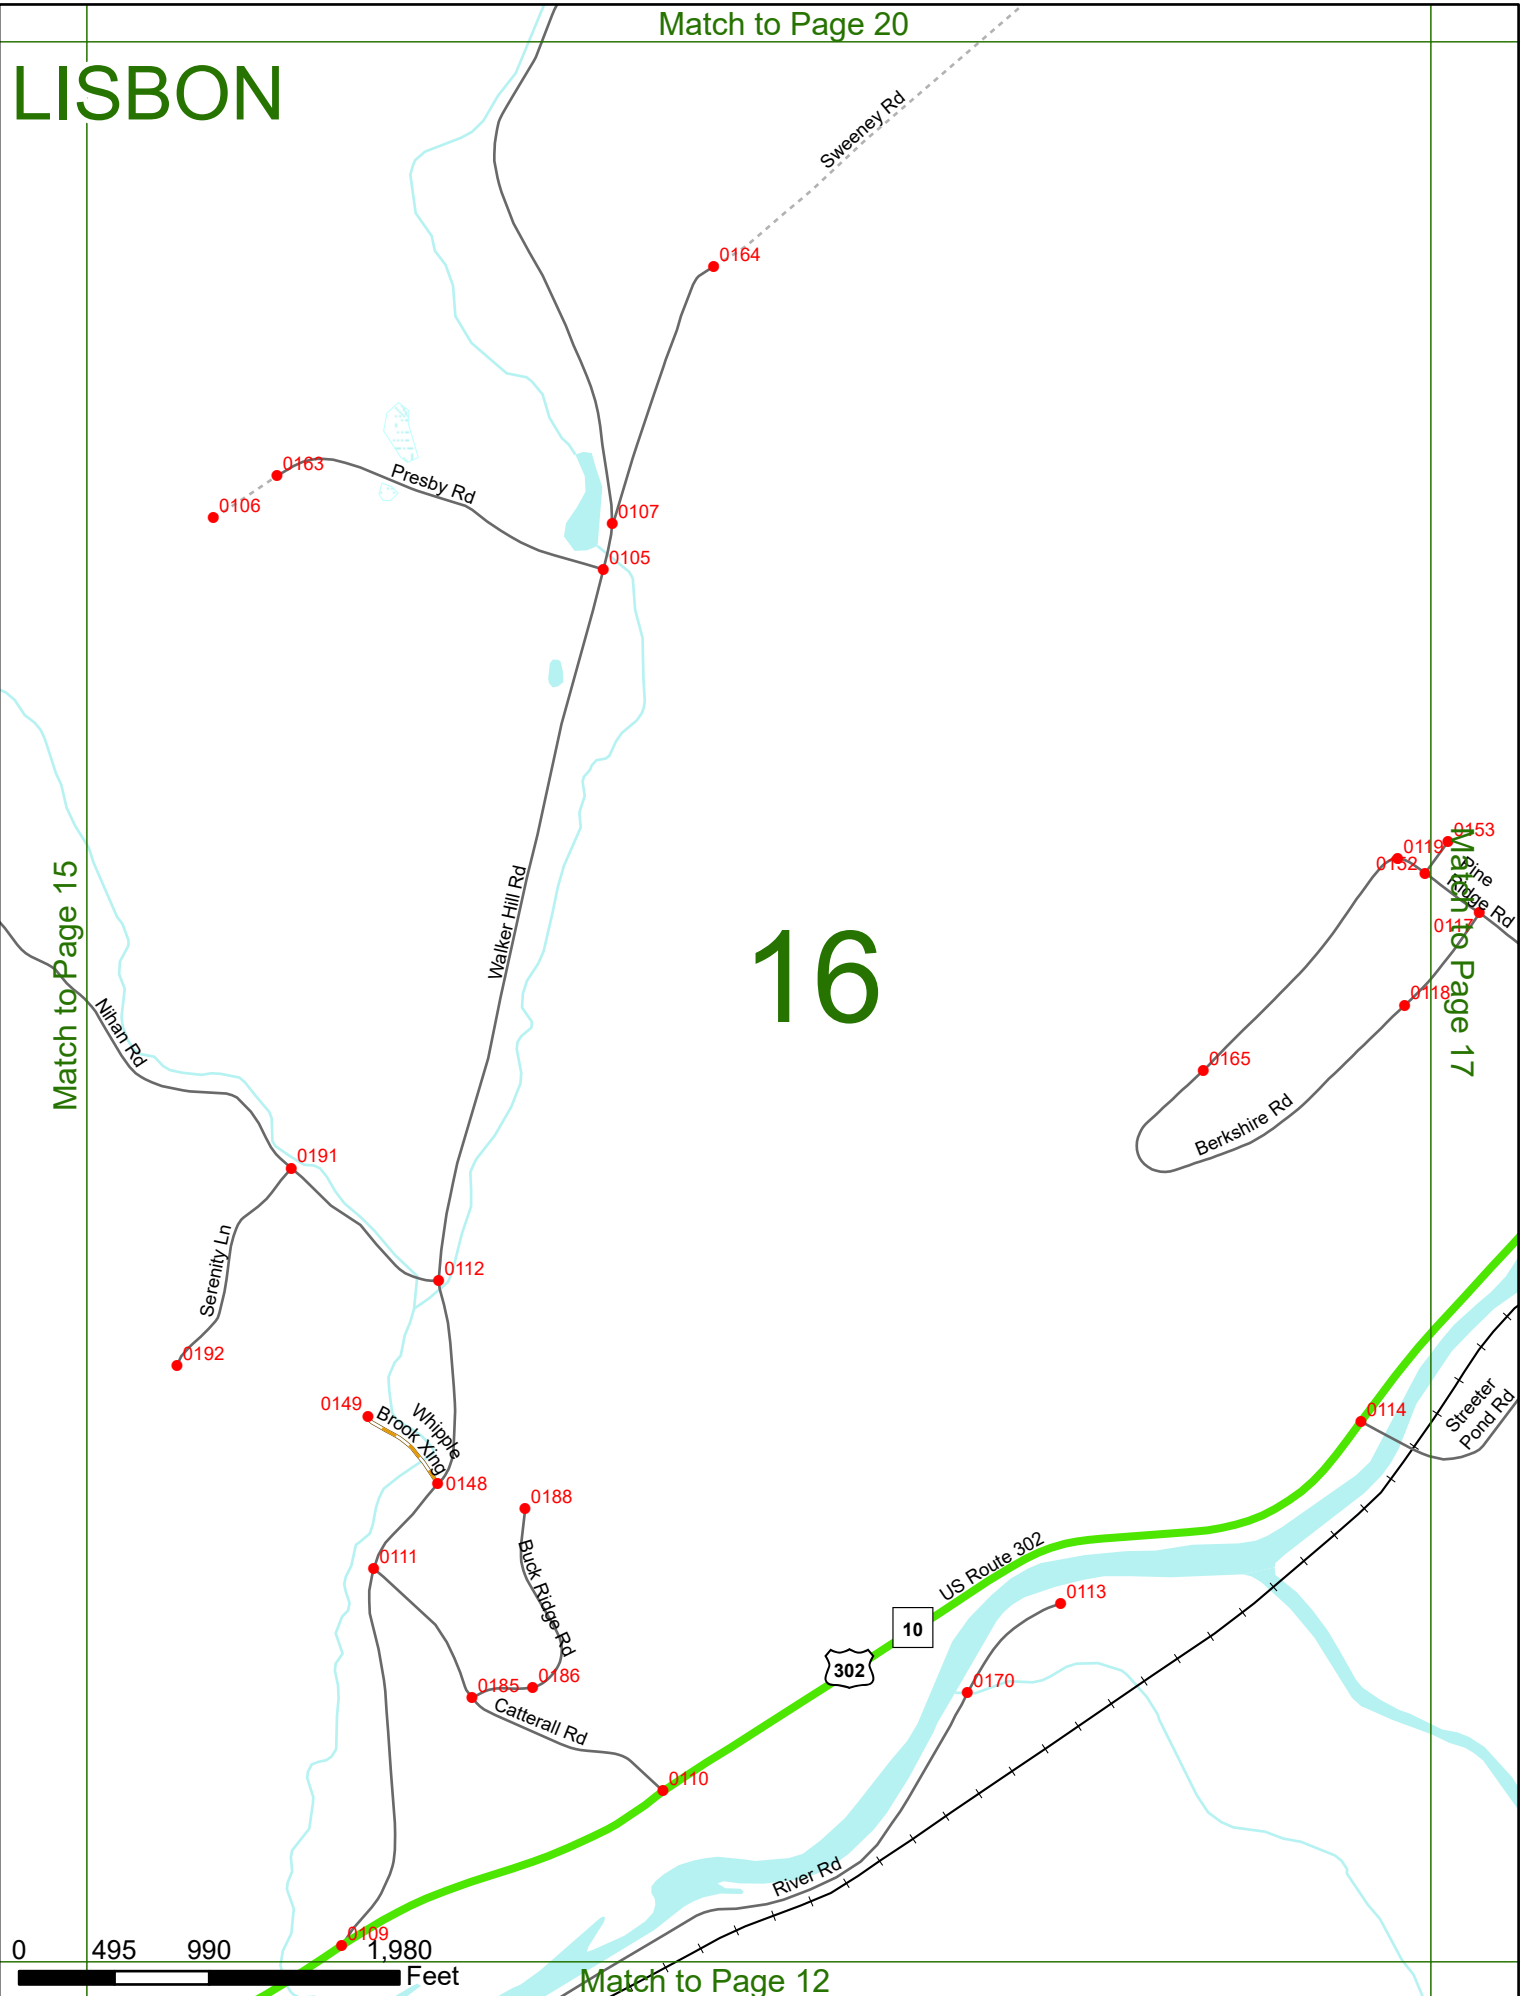 Match to Page 20
LISBON
Sweeney Rd
0164
0163
Presby Rd
0106
0107
0105
Match to Page 15
Walker Hill Rd
16
0153
0119
0152
Pine
Ridge Rd
0117
Match to Page 17
0118
Nihan Rd
0165
Berkshire Rd
0191
Serenity Ln
0112
0192
0149
Whipple
Brook Xing
0148
0114
Streeter
Pond Rd
0188
0111
Buck Ridge Rd
US Route 302
0113
10
302
0186
0185
0170
Catterall Rd
0110
River Rd
0109
0 495 990 1,980
Feet
Match to Page 12